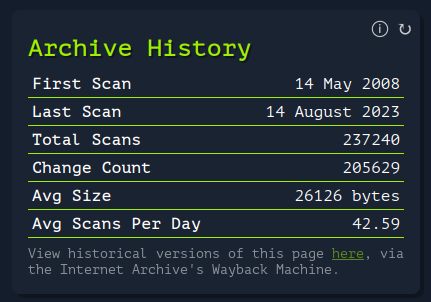 Archive History
First Scan 14 May 2008
Last Scan 14 August 2023
Total Scans 237240
Change Count 205629
Avg Size 26126 bytes
Avg Scans Per Day 42.59
View historical versions of this page here, via
the Internet Archive's Wayback Machine.